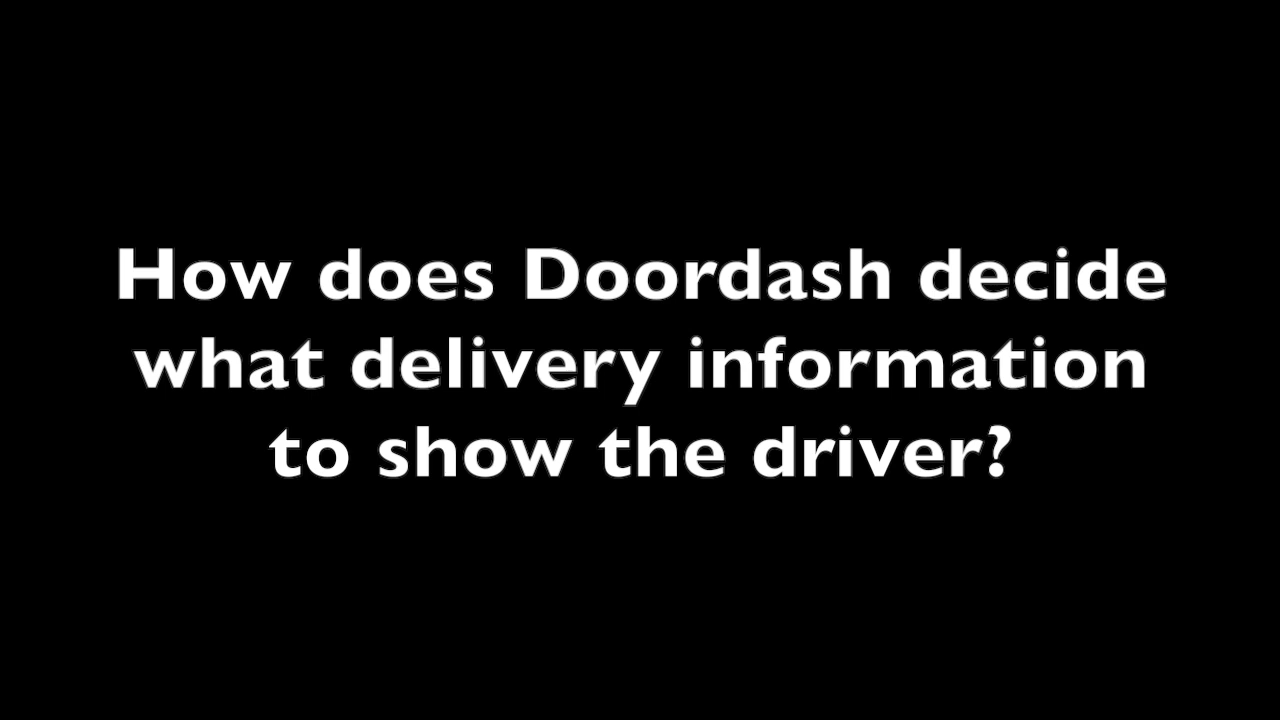 How does Doordash decide
what delivery information
to show the driver?